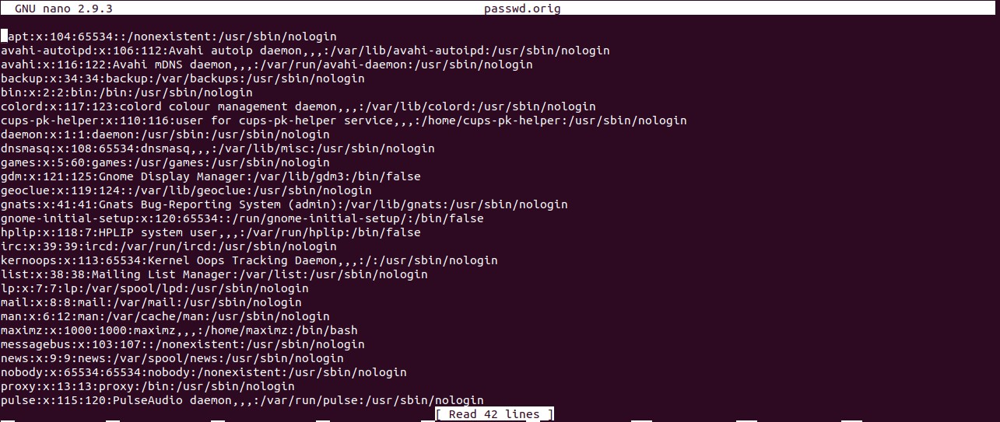 GNU nano 2.9.3 passwd.orig
_apt:x:104:65534::/nonexistent:/usr/sbin/nologin
avahi-autoipd:x:106:112:Avahi autoip daemon,,,:/var/lib/avahi-autoipd:/usr/sbin/nologin
avahi:x:116:122:Avahi mDNS daemon,,,:/var/run/avahi-daemon:/usr/sbin/nologin
backup:x:34:34:backup:/var/backups:/usr/sbin/nologin
bin:x:2:2:bin:/bin:/usr/sbin/nologin
colord:x:117:123:colord colour management daemon,,,:/var/lib/colord:/usr/sbin/nologin
cups-pk-helper:x:110:116:user for cups-pk-helper service,,,:/home/cups-pk-helper:/usr/sbin/nologin
daemon:x:1:1:daemon:/usr/sbin:/usr/sbin/nologin
dnsmasq:x:108:65534:dnsmasq,,,:/var/lib/misc:/usr/sbin/nologin
games:x:5:60:games:/usr/games:/usr/sbin/nologin
gdm:x:121:125:Gnome Display Manager:/var/lib/gdm3:/bin/false
geoclue:x:119:124::/var/lib/geoclue:/usr/sbin/nologin
gnats:x:41:41:Gnats Bug-Reporting System (admin):/var/lib/gnats:/usr/sbin/nologin
gnome-initial-setup:x:120:65534::/run/gnome-initial-setup/:/bin/false
hplip:x:118:7:HPLIP system user,,,:/var/run/hplip:/bin/false
irc:x:39:39:ircd:/var/run/ircd:/usr/sbin/nologin
kernoops:x:113:65534:Kernel Oops Tracking Daemon,,,:/:/usr/sbin/nologin
list:x:38:38:Mailing List Manager:/var/list:/usr/sbin/nologin
lp:x:7:7:lp:/var/spool/lpd:/usr/sbin/nologin
mail:x:8:8:mail:/var/mail:/usr/sbin/nologin
man:x:6:12:man:/var/cache/man:/usr/sbin/nologin
maximz:x:1000:1000:maximz,,,:/home/maximz:/bin/bash
messagebus:x:103:107::/nonexistent:/usr/sbin/nologin
news:x:9:9:news:/var/spool/news:/usr/sbin/nologin
nobody:x:65534:65534:nobody:/nonexistent:/usr/sbin/nologin
proxy:x:13:13:proxy:/bin:/usr/sbin/nologin
pulse:x:115:120:PulseAudio daemon,,,:/var/run/pulse:/usr/sbin/nologin
[ Read 42 lines ]